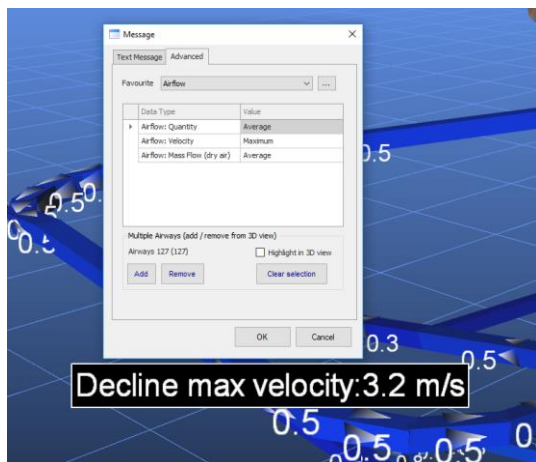 Message
Text Message Advanced
Favourite Airflow ...
Data Type Value
Airflow: Quantity Average
Airflow: Velocity Maximum
Airflow: Mass Flow (dry air) Average
Multiple Airways (add / remove from 3D view)
Airways 127 (127) Highlight in 3D view
Add Remove Clear selection
OK Cancel
0.5
0.5
0.
0.5
0.3
0.5
Decline max velocity:3.2 m/s
0.5
0.5
0.5
0